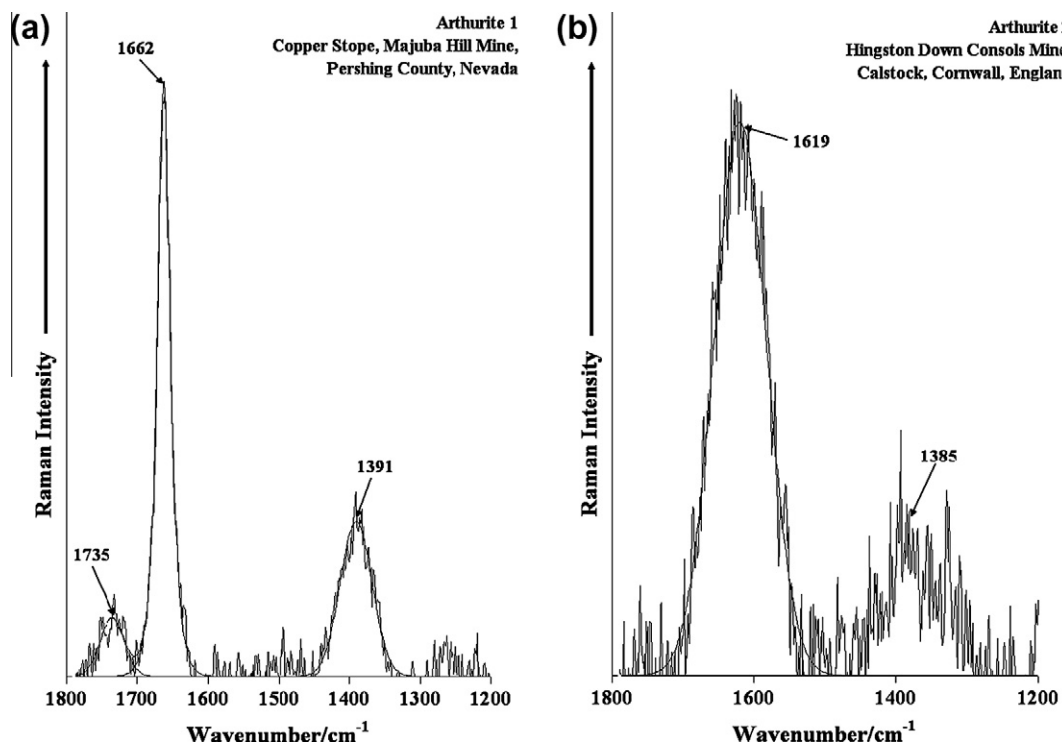 (a)
Arthurite 1
Copper Stope, Majuba Hill Mine,
Pershing County, Nevada
1662
1391
1735
Raman Intensity
1800 1700 1600 1500 1400 1300 1200
Wavenumber/cm-1
(b)
Arthurite
Hingston Down Consols Mine
Calstock, Cornwall, Englan
1619
1385
Raman Intensity
1800 1600 1400 1200
Wavenumber/cm-1